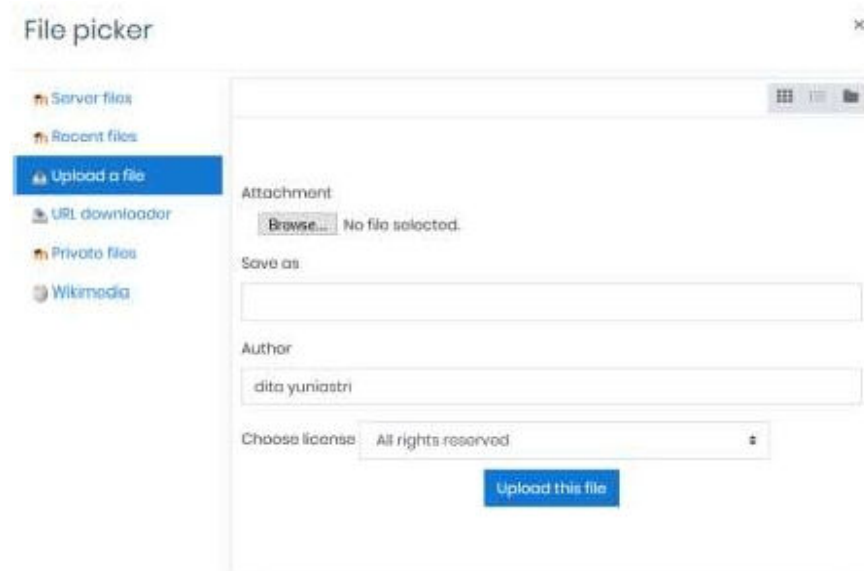 File picker
×
Server files
Recent files
Upload a file
URL downloader
Private files
Wikimedia
Attachment
Browse... No file selected.
Save as
Author
dita yuniastri
Choose license All rights reserved
Upload this file